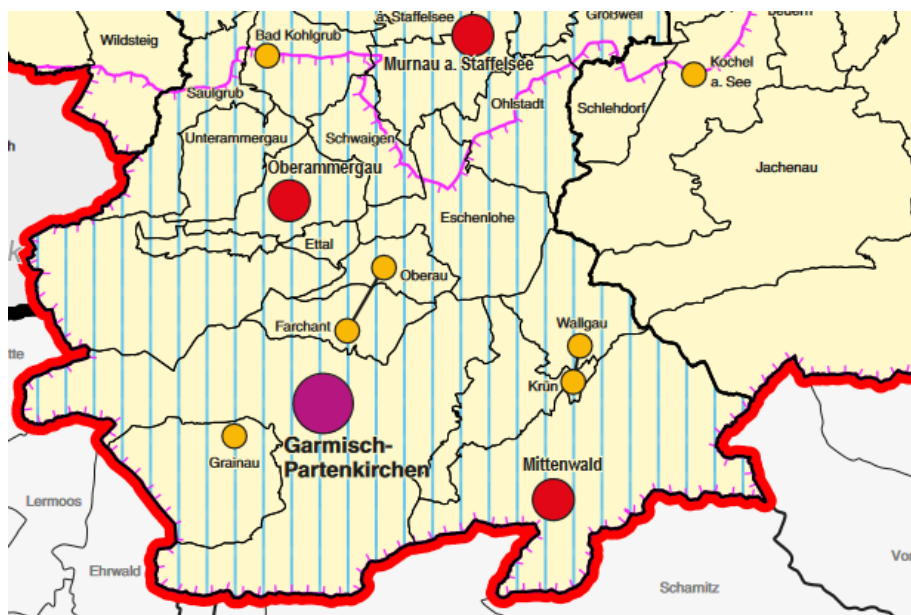 a. Staffelsee
Großweil
Wildsteig
Bad Kohlgrub
Murnau a. Staffelsee
Kochel
a. See
Saulgrub
Ohlstadt
Schlehdorf
Unterammergau
Schwaigen
Oberammergau
Jachenau
Eschenlohe
Ettal
Oberau
Farchant
Wallgau
Krün
Garmisch-
Partenkirchen
Grainau
Mittenwald
Lermoos
Ehrwald
Scharnitz